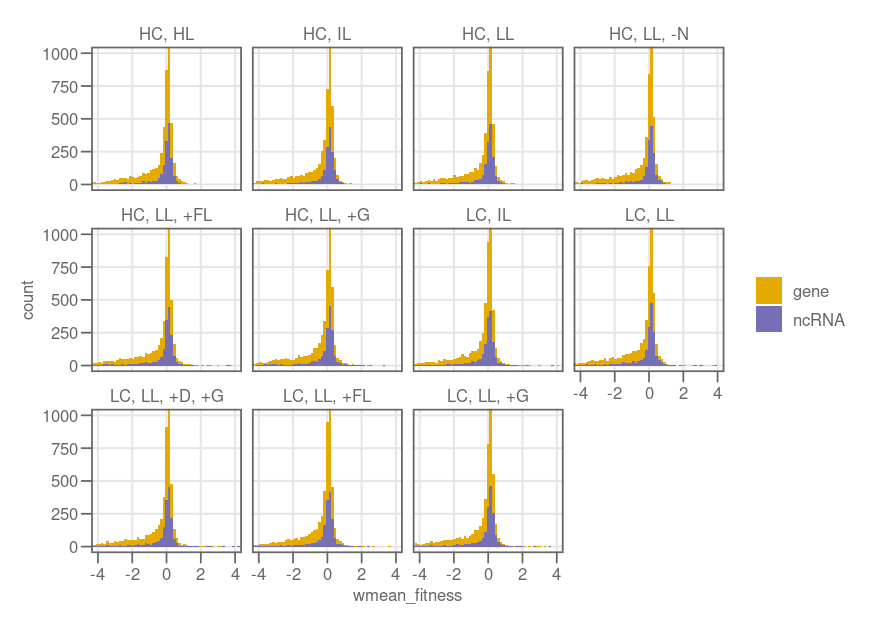 HC, HL HC, IL HC, LL HC, LL, -N
1000
750
500
250
0
HC, LL, +FL HC, LL, +G LC, IL LC, LL
1000
750
500
250
0
-4 -2 0 2 4
LC, LL, +D, +G LC, LL, +FL LC, LL, +G
1000
750
500
250
0
-4 -2 0 2 4 -4 -2 0 2 4 -4 -2 0 2 4
wmean_fitness
count
gene
ncRNA